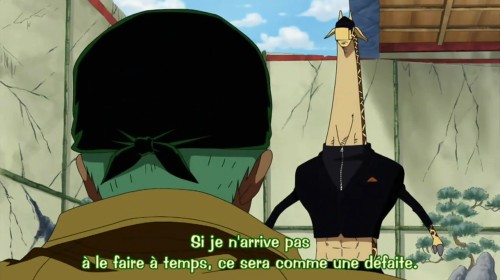 Si je n'arrive pas
à le faire à temps, ce sera comme une défaite.